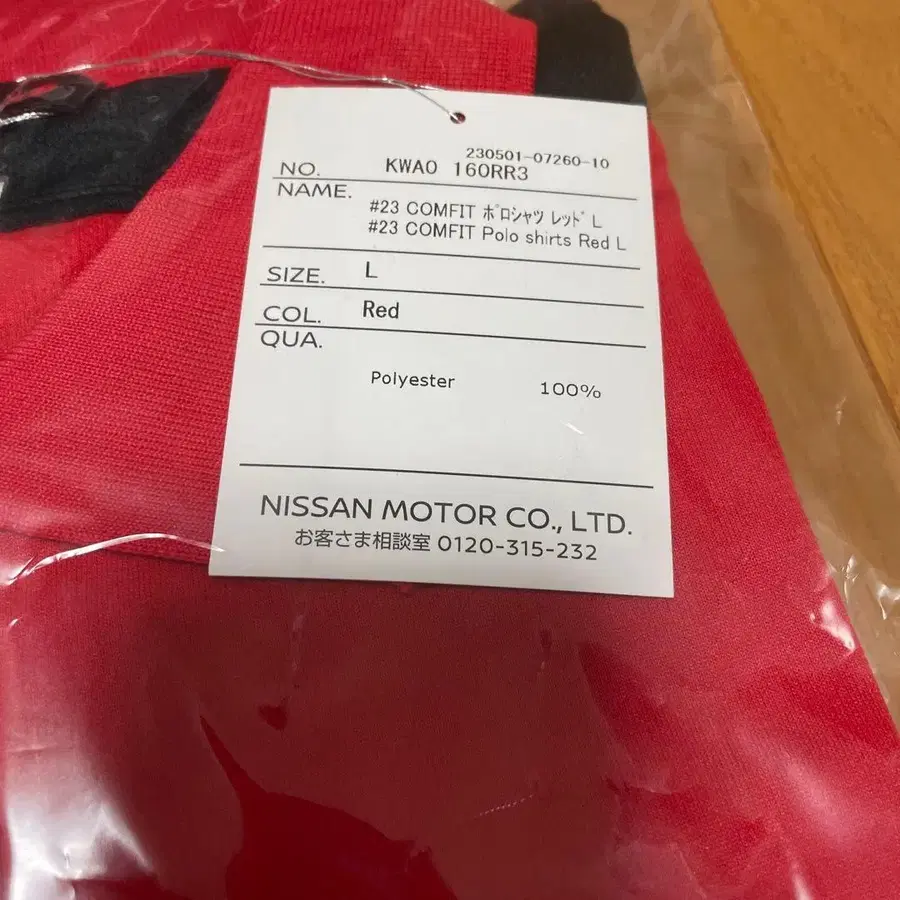 230501-07260-10
NO. KWA0 160RR3
NAME.
#23 COMFIT ポロシャツ レッド L
#23 COMFIT Polo shirts Red L
SIZE. L
COL. Red
QUA.
Polyester 100%
NISSAN MOTOR CO., LTD.
お客さま相談室 0120-315-232